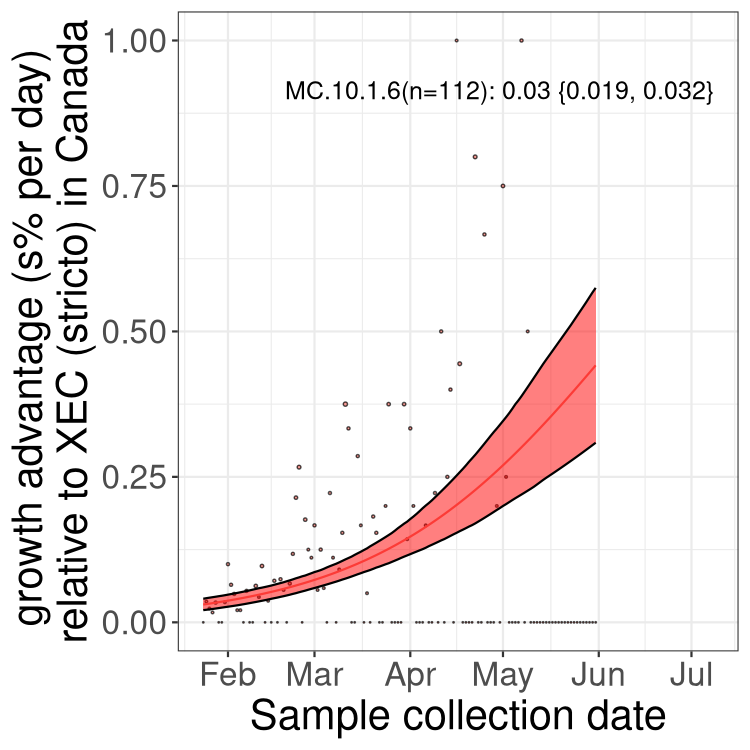 growth advantage (s% per day)
relative to XEC (stricto) in Canada
1.00
0.75
0.50
0.25
0.00
MC.10.1.6(n=112): 0.03 {0.019, 0.032}
Feb Mar Apr May Jun Jul
Sample collection date